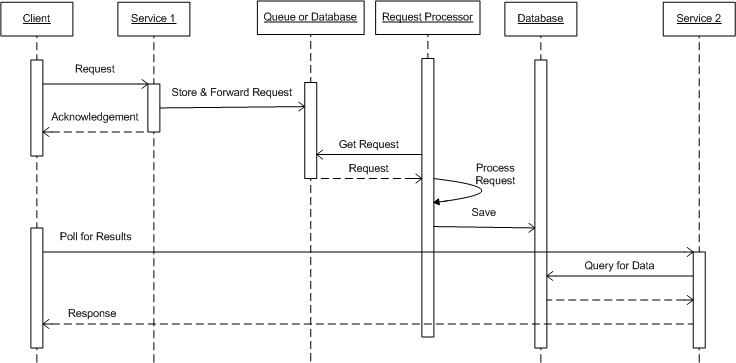 Client
Service 1
Queue or Database
Request Processor
Database
Service 2
Request
Store & Forward Request
Acknowledgement
Get Request
Request
Process
Request
Save
Poll for Results
Query for Data
Response